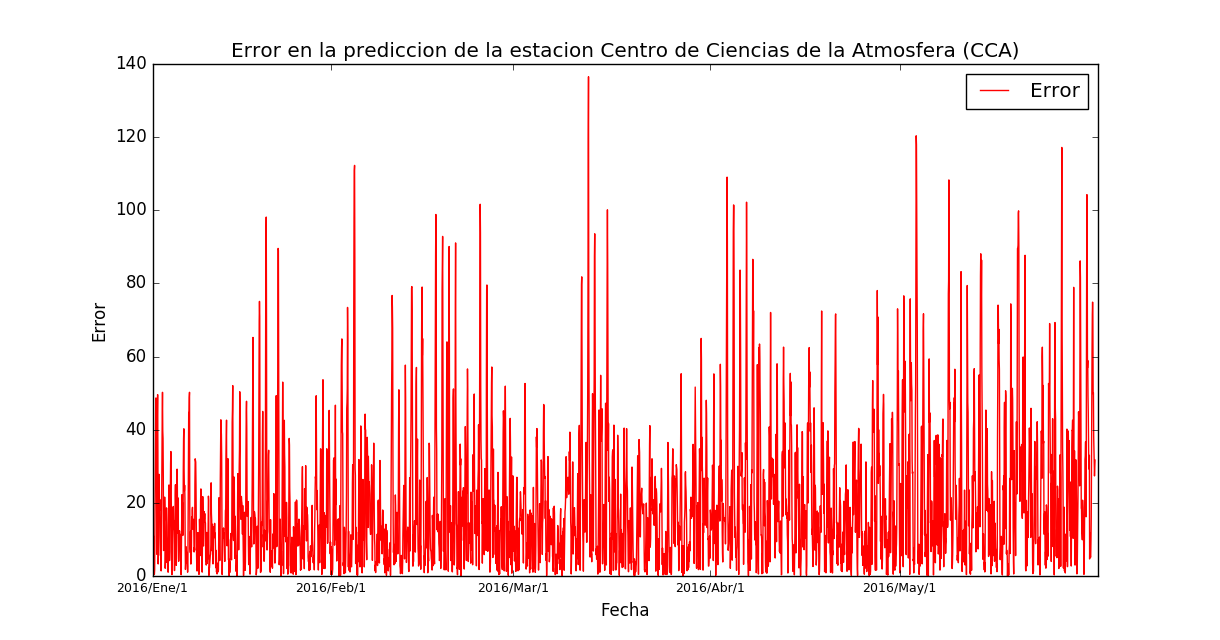 Error en la prediccion de la estacion Centro de Ciencias de la Atmosfera (CCA)
Error
140
120
100
80
60
40
20
0
Error
2016/Ene/1
2016/Feb/1
2016/Mar/1
2016/Abr/1
2016/May/1
Fecha